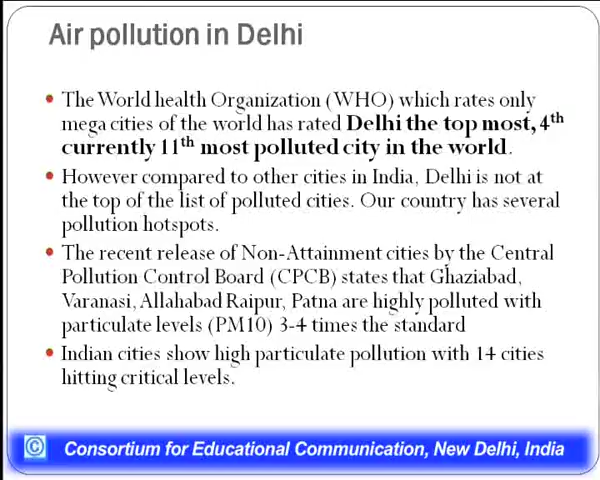 Air pollution in Delhi
• The World health Organization (WHO) which rates only
mega cities of the world has rated Delhi the top most, 4th
currently 11th most polluted city in the world.
• However compared to other cities in India, Delhi is not at
the top of the list of polluted cities. Our country has several
pollution hotspots.
• The recent release of Non-Attainment cities by the Central
Pollution Control Board (CPCB) states that Ghaziabad,
Varanasi, Allahabad Raipur, Patna are highly polluted with
particulate levels (PM10) 3-4 times the standard
• Indian cities show high particulate pollution with 14 cities
hitting critical levels.
© Consortium for Educational Communication, New Delhi, India